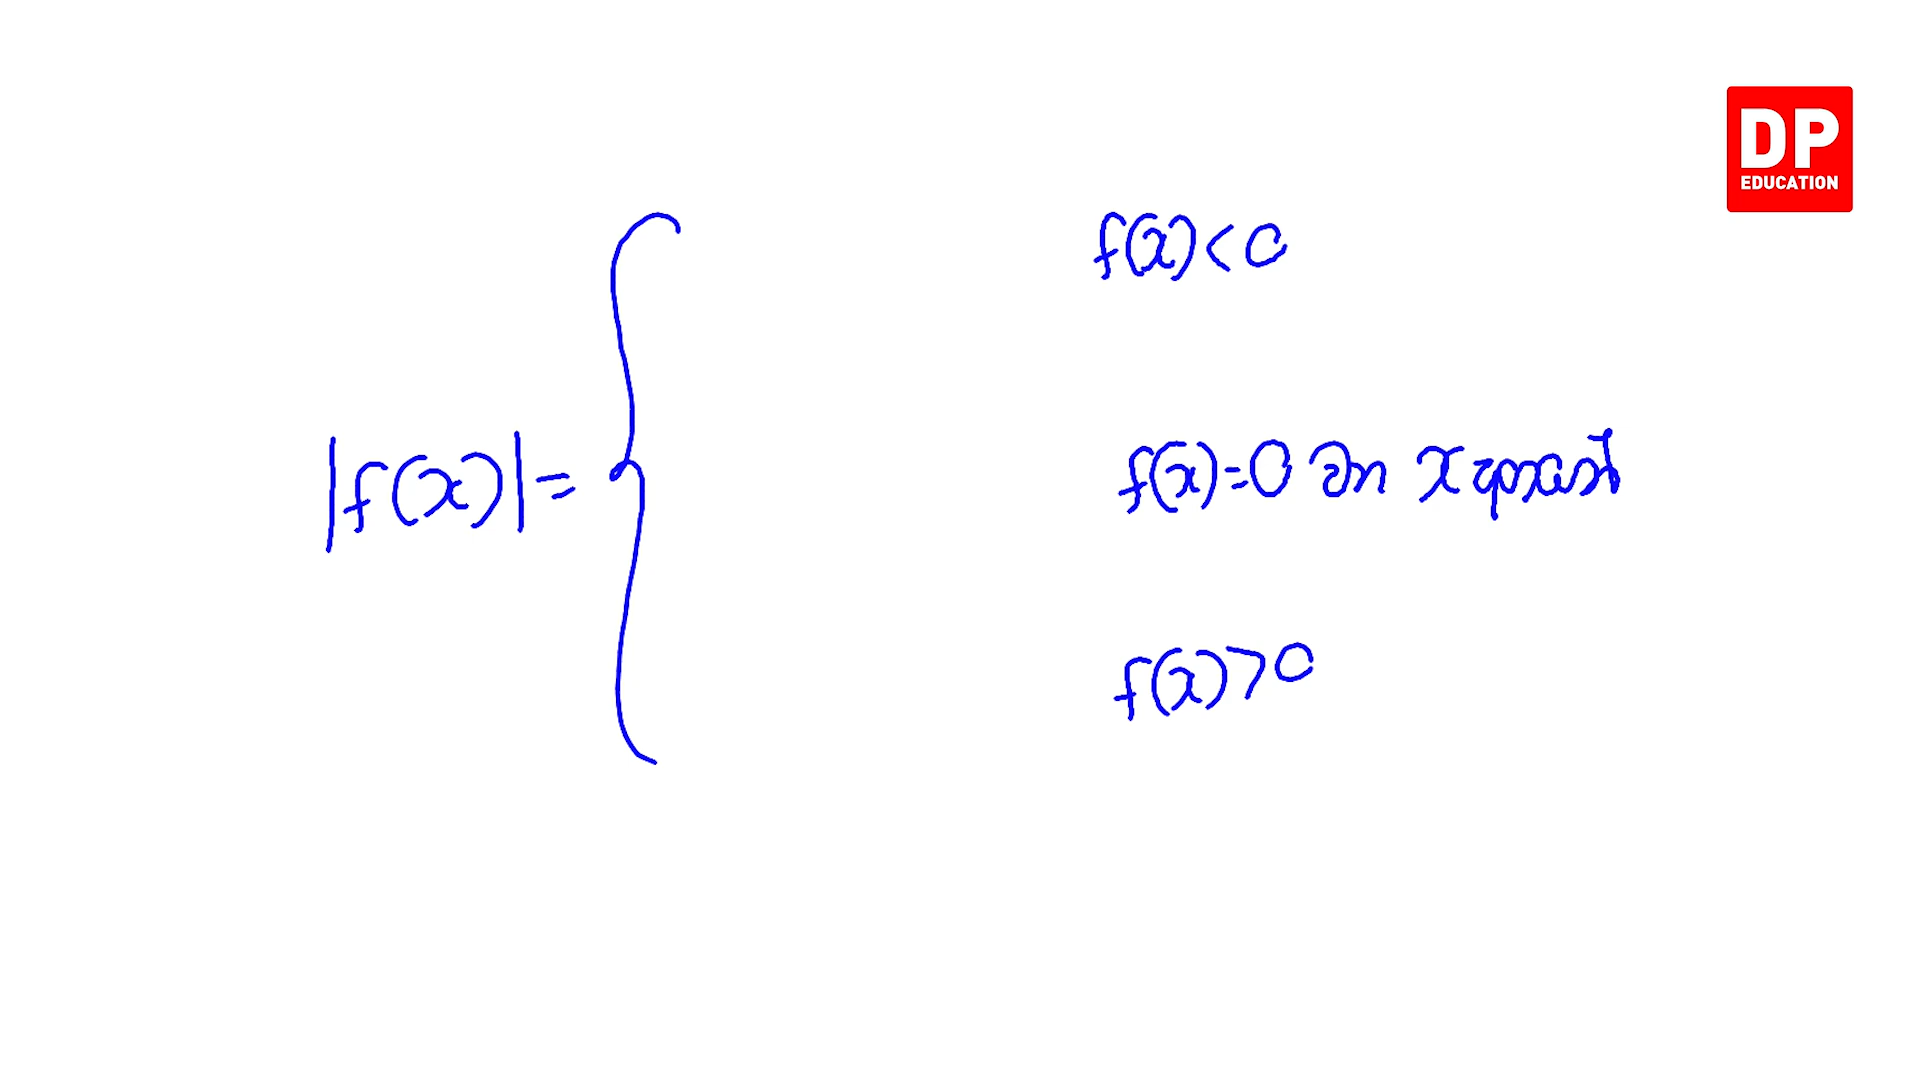 DP
EDUCATION
f(x)<0
|f(x)|=
f(x)=0 වන x අගයන්
f(x)>0